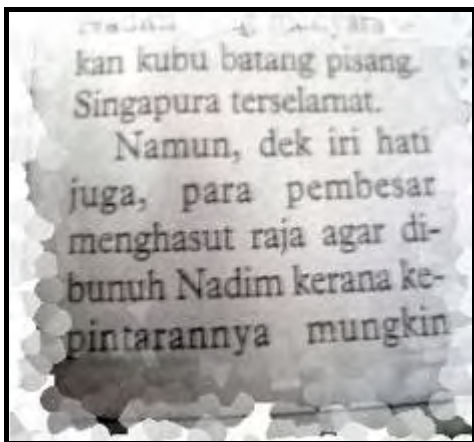 kan kubu batang pisang.
Singapura terselamat.
Namun, dek iri hati
juga, para pembesar
menghasut raja agar di-
bunuh Nadim kerana ke-
pintarannya mungkin